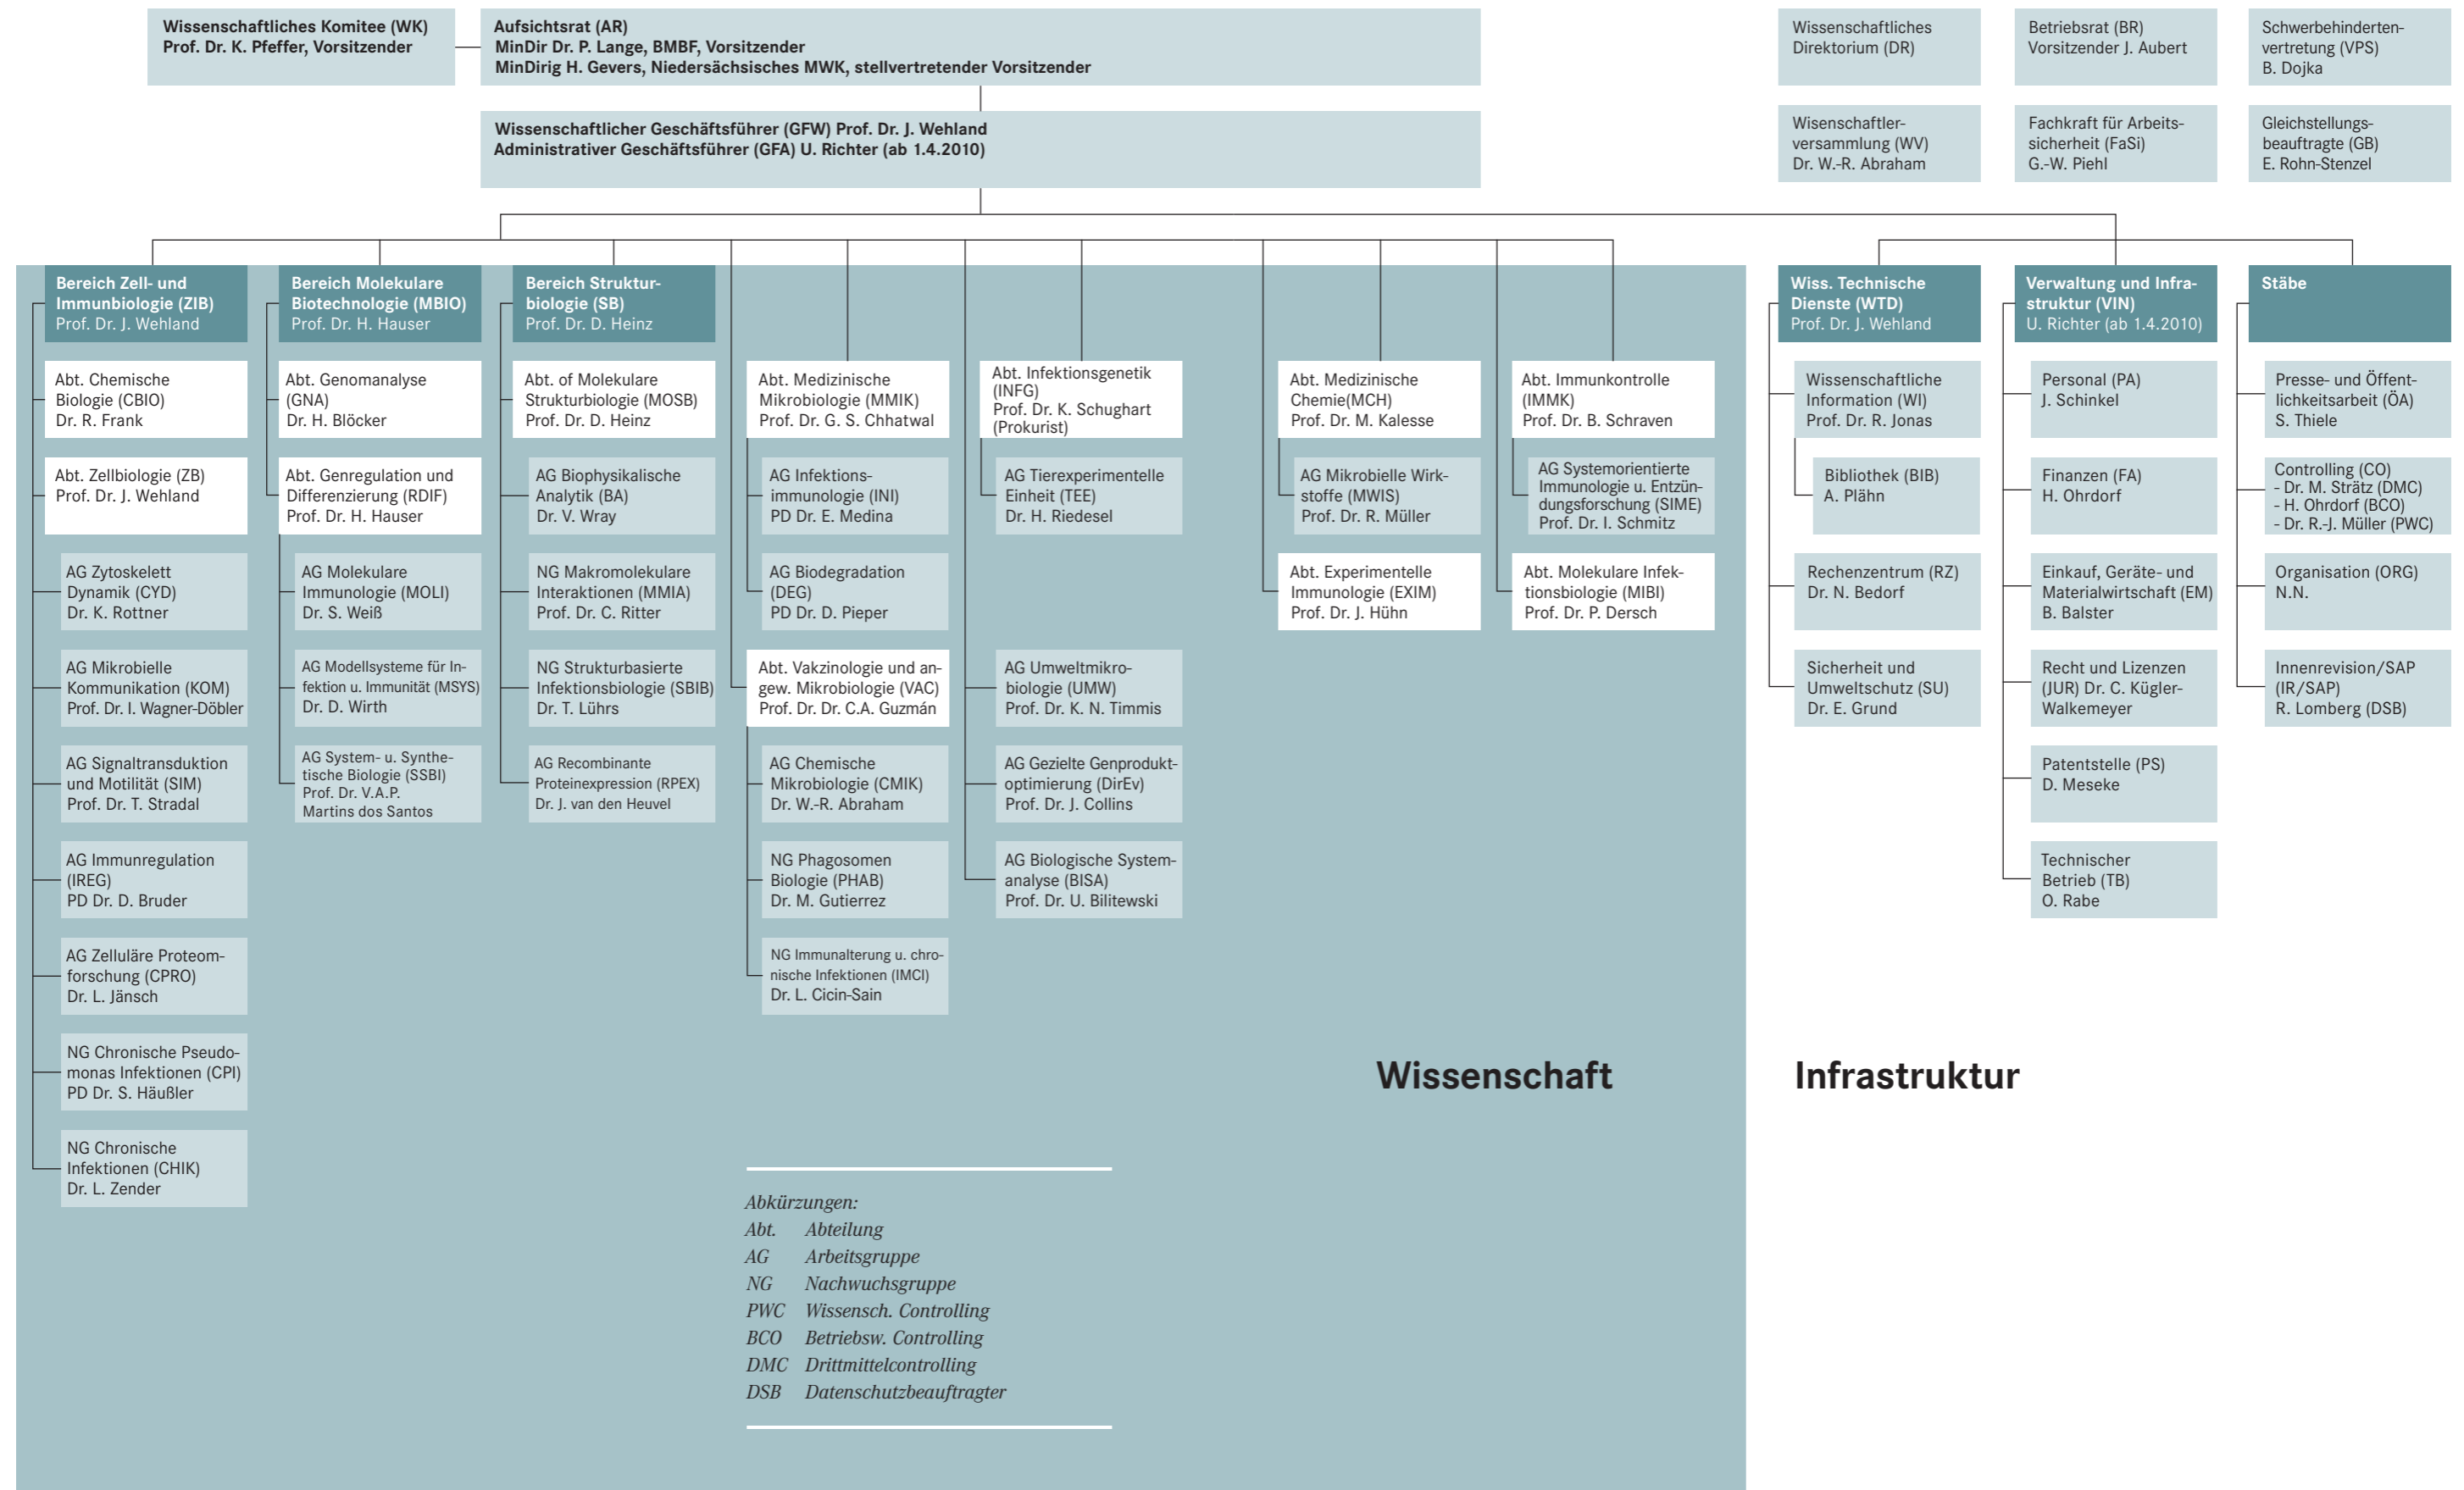 Wissenschaftliches Komitee (WK)
Prof. Dr. K. Pfeffer, Vorsitzender
Aufsichtsrat (AR)
MinDir Dr. P. Lange, BMBF, Vorsitzender
MinDirig H. Gevers, Niedersächsisches MWK, stellvertretender Vorsitzender
Wissenschaftlicher Geschäftsführer (GFW) Prof. Dr. J. Wehland
Administrativer Geschäftsführer (GFA) U. Richter (ab 1.4.2010)
Wissenschaftliches
Direktorium (DR)
Betriebsrat (BR)
Vorsitzender J. Aubert
Schwerbehinderten-
vertretung (VPS)
B. Dojka
Wisenschaftler-
versammlung (WV)
Dr. W.-R. Abraham
Fachkraft für Arbeits-
sicherheit (FaSi)
G.-W. Piehl
Gleichstellungs-
beauftragte (GB)
E. Rohn-Stenzel
Bereich Zell- und
Immunbiologie (ZIB)
Prof. Dr. J. Wehland
Abt. Chemische
Biologie (CBIO)
Dr. R. Frank
Abt. Zellbiologie (ZB)
Prof. Dr. J. Wehland
AG Zytoskelett
Dynamik (CYD)
Dr. K. Rottner
AG Mikrobielle
Kommunikation (KOM)
Prof. Dr. I. Wagner-Döbler
AG Signaltransduktion
und Motilität (SIM)
Prof. Dr. T. Stradal
AG Immunregulation
(IREG)
PD Dr. D. Bruder
AG Zelluläre Proteom-
forschung (CPRO)
Dr. L. Jänsch
NG Chronische Pseudo-
monas Infektionen (CPI)
PD Dr. S. Häußler
NG Chronische
Infektionen (CHIK)
Dr. L. Zender
Bereich Molekulare
Biotechnologie (MBIO)
Prof. Dr. H. Hauser
Abt. Genomanalyse
(GNA)
Dr. H. Blöcker
Abt. Genregulation und
Differenzierung (RDIF)
Prof. Dr. H. Hauser
AG Molekulare
Immunologie (MOLI)
Dr. S. Weiß
AG Modellsysteme für In-
fektion u. Immunität (MSYS)
Dr. D. Wirth
AG System- u. Synthe-
tische Biologie (SSBI)
Prof. Dr. V.A.P.
Martins dos Santos
Bereich Struktur-
biologie (SB)
Prof. Dr. D. Heinz
Abt. of Molekulare
Strukturbiologie (MOSB)
Prof. Dr. D. Heinz
AG Biophysikalische
Analytik (BA)
Dr. V. Wray
NG Makromolekulare
Interaktionen (MMIA)
Prof. Dr. C. Ritter
NG Strukturbasierte
Infektionsbiologie (SBIB)
Dr. T. Lührs
AG Recombinante
Proteinexpression (RPEX)
Dr. J. van den Heuvel
Abt. Medizinische
Mikrobiologie (MMIK)
Prof. Dr. G. S. Chhatwal
AG Infektions-
immunologie (INI)
PD Dr. E. Medina
AG Biodegradation
(DEG)
PD Dr. D. Pieper
Abt. Vakzinologie und an-
gew. Mikrobiologie (VAC)
Prof. Dr. Dr. C.A. Guzmán
AG Chemische
Mikrobiologie (CMIK)
Dr. W.-R. Abraham
NG Phagosomen
Biologie (PHAB)
Dr. M. Gutierrez
NG Immunalterung u. chro-
nische Infektionen (IMCI)
Dr. L. Cicin-Sain
Abt. Infektionsgenetik
(INFG)
Prof. Dr. K. Schughart
(Prokurist)
AG Tierexperimentelle
Einheit (TEE)
Dr. H. Riedesel
AG Umweltmikro-
biologie (UMW)
Prof. Dr. K. N. Timmis
AG Gezielte Genprodukt-
optimierung (DirEv)
Prof. Dr. J. Collins
AG Biologische System-
analyse (BISA)
Prof. Dr. U. Bilitewski
Abt. Medizinische
Chemie(MCH)
Prof. Dr. M. Kalesse
AG Mikrobielle Wirk-
stoffe (MWIS)
Prof. Dr. R. Müller
Abt. Experimentelle
Immunologie (EXIM)
Prof. Dr. J. Hühn
Abt. Immunkontrolle
(IMMK)
Prof. Dr. B. Schraven
AG Systemorientierte
Immunologie u. Entzün-
dungsforschung (SIME)
Prof. Dr. I. Schmitz
Abt. Molekulare Infek-
tionsbiologie (MIBI)
Prof. Dr. P. Dersch
Wiss. Technische
Dienste (WTD)
Prof. Dr. J. Wehland
Wissenschaftliche
Information (WI)
Prof. Dr. R. Jonas
Bibliothek (BIB)
A. Plähn
Rechenzentrum (RZ)
Dr. N. Bedorf
Sicherheit und
Umweltschutz (SU)
Dr. E. Grund
Verwaltung und Infra-
struktur (VIN)
U. Richter (ab 1.4.2010)
Personal (PA)
J. Schinkel
Finanzen (FA)
H. Ohrdorf
Einkauf, Geräte- und
Materialwirtschaft (EM)
B. Balster
Recht und Lizenzen
(JUR) Dr. C. Kügler-
Walkemeyer
Patentstelle (PS)
D. Meseke
Technischer
Betrieb (TB)
O. Rabe
Stäbe
Presse- und Öffent-
lichkeitsarbeit (ÖA)
S. Thiele
Controlling (CO)
- Dr. M. Strätz (DMC)
- H. Ohrdorf (BCO)
- Dr. R.-J. Müller (PWC)
Organisation (ORG)
N.N.
Innenrevision/SAP
(IR/SAP)
R. Lomberg (DSB)
Wissenschaft
Infrastruktur
Abkürzungen:
Abt. Abteilung
AG Arbeitsgruppe
NG Nachwuchsgruppe
PWC Wissensch. Controlling
BCO Betriebsw. Controlling
DMC Drittmittelcontrolling
DSB Datenschutzbeauftragter